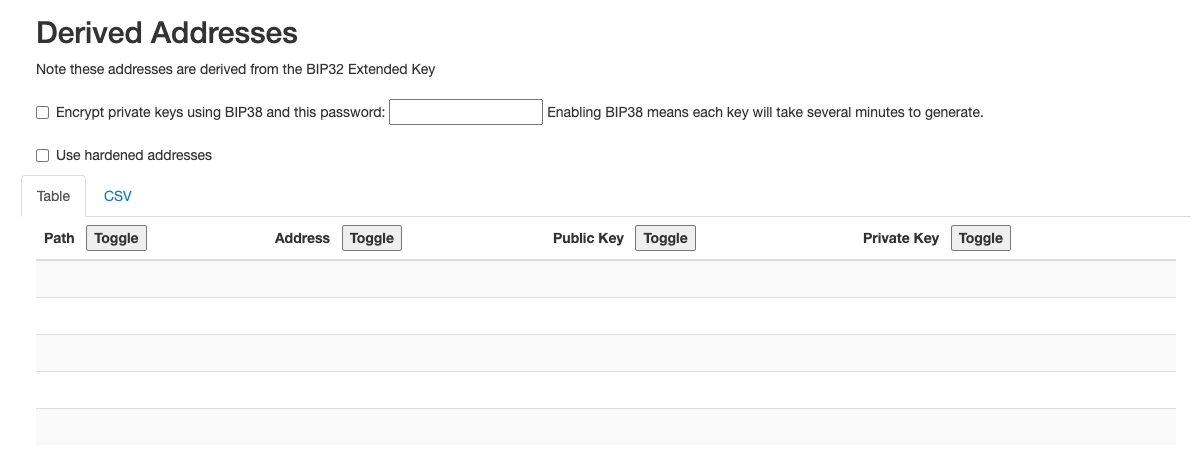 Derived Addresses
Note these addresses are derived from the BIP32 Extended Key
Encrypt private keys using BIP38 and this password: Enabling BIP38 means each key will take several minutes to generate.
Use hardened addresses
Table CSV
Path Toggle Address Toggle Public Key Toggle Private Key Toggle